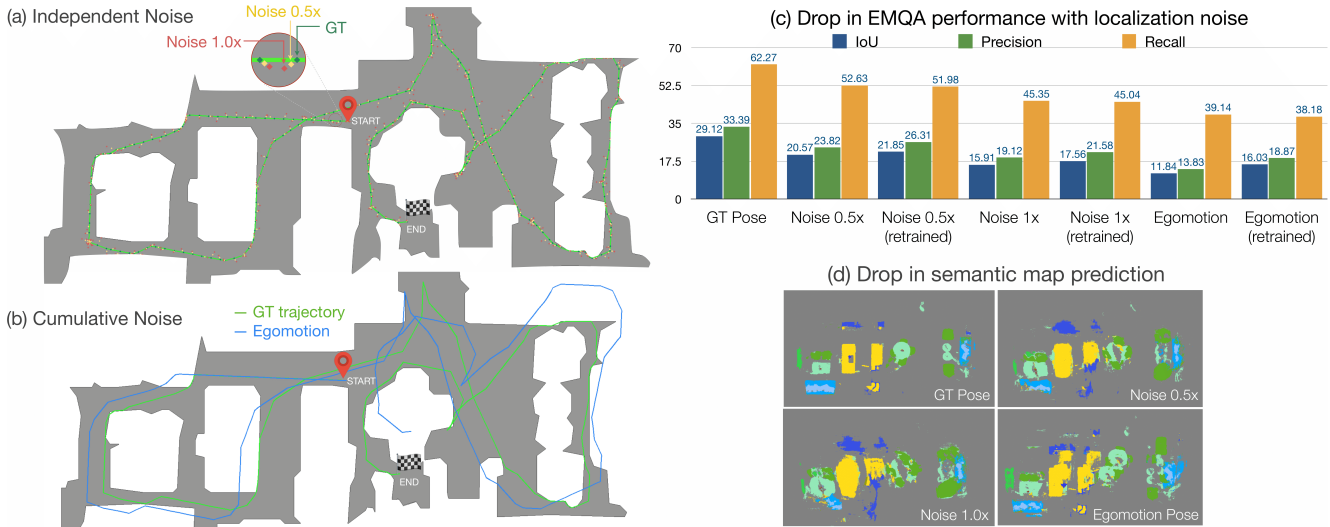 (a) Independent Noise
Noise 0.5x
GT
Noise 1.0x
START
END
(b) Cumulative Noise
GT trajectory
Egomotion
START
END
(c) Drop in EMQA performance with localization noise
IoU Precision Recall
70
52.5
35
17.5
0
29.12 33.39 62.27
20.57 23.82 52.63
21.85 26.31 51.98
15.91 19.12 45.35
17.56 21.58 45.04
11.84 13.83 39.14
16.03 18.87 38.18
GT Pose
Noise 0.5x
Noise 0.5x
(retrained)
Noise 1x
Noise 1x
(retrained)
Egomotion
Egomotion
(retrained)
(d) Drop in semantic map prediction
GT Pose
Noise 0.5x
Noise 1.0x
Egomotion Pose